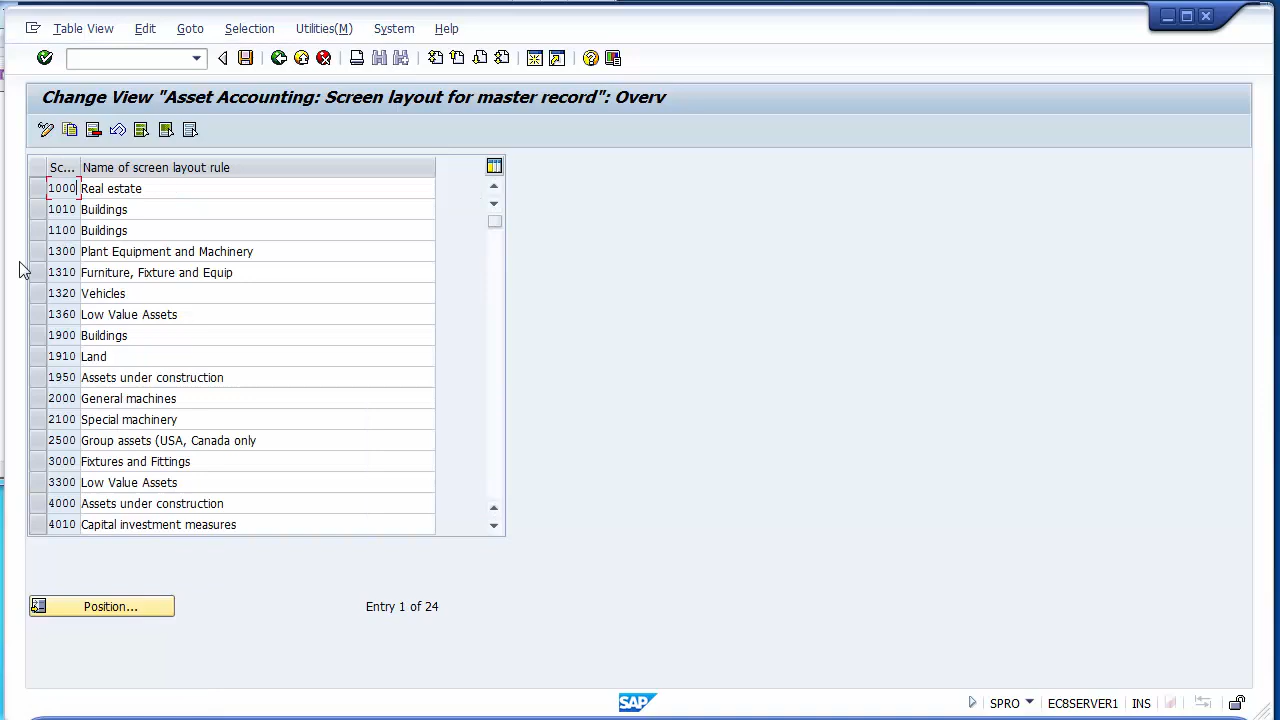 Table View Edit Goto Selection Utilities(M) System Help
Change View "Asset Accounting: Screen layout for master record": Overv
Sc... Name of screen layout rule
1000 Real estate
1010 Buildings
1100 Buildings
1300 Plant Equipment and Machinery
1310 Furniture, Fixture and Equip
1320 Vehicles
1360 Low Value Assets
1900 Buildings
1910 Land
1950 Assets under construction
2000 General machines
2100 Special machinery
2500 Group assets (USA, Canada only
3000 Fixtures and Fittings
3300 Low Value Assets
4000 Assets under construction
4010 Capital investment measures
Position... Entry 1 of 24
SAP SPRO EC8SERVER1 INS